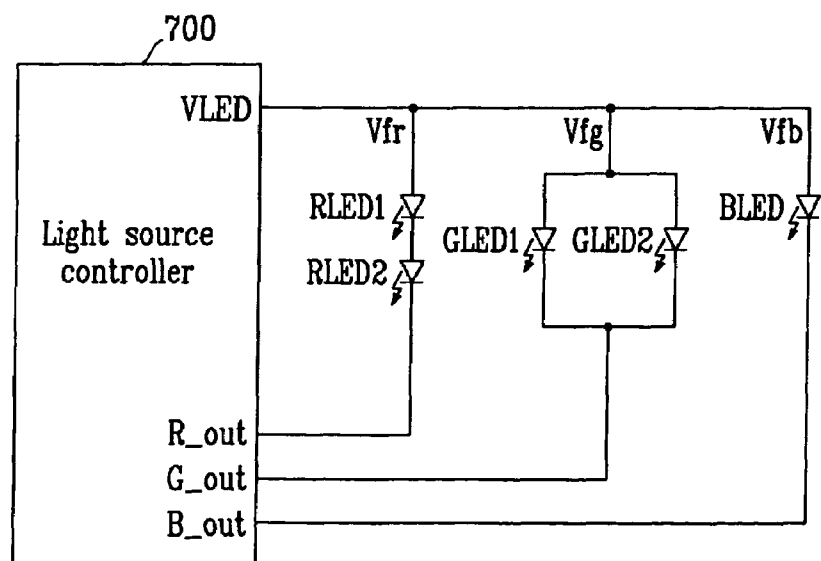 700
VLED
Vfr
Vfg
Vfb
RLED1
BLED
GLED1
GLED2
Light source
controller
RLED2
R_out
G_out
B_out